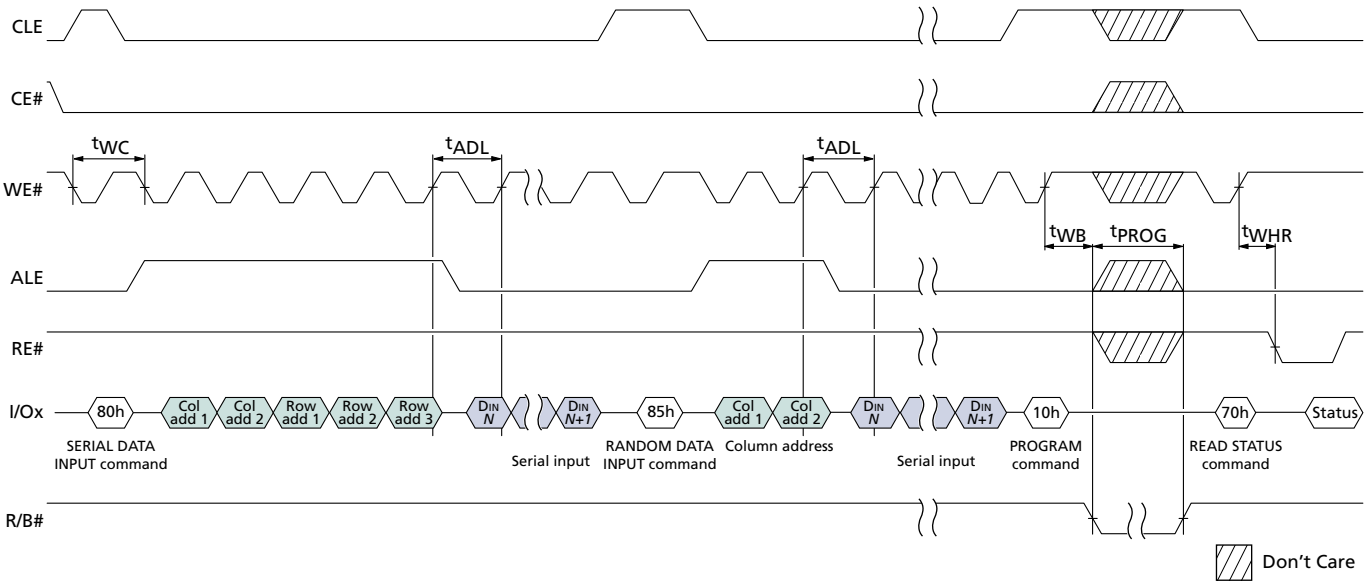 CLE
CE#
tWC
tADL
tADL
WE#
tWB
tPROG
tWHR
ALE
RE#
I/Ox
80h
Col add 1
Col add 2
Row add 1
Row add 2
Row add 3
DIN N
DIN N+1
85h
Col add 1
Col add 2
DIN N
DIN N+1
10h
70h
Status
SERIAL DATA
INPUT command
Serial input
RANDOM DATA
INPUT command
Column address
Serial input
PROGRAM
command
READ STATUS
command
R/B#
Don't Care